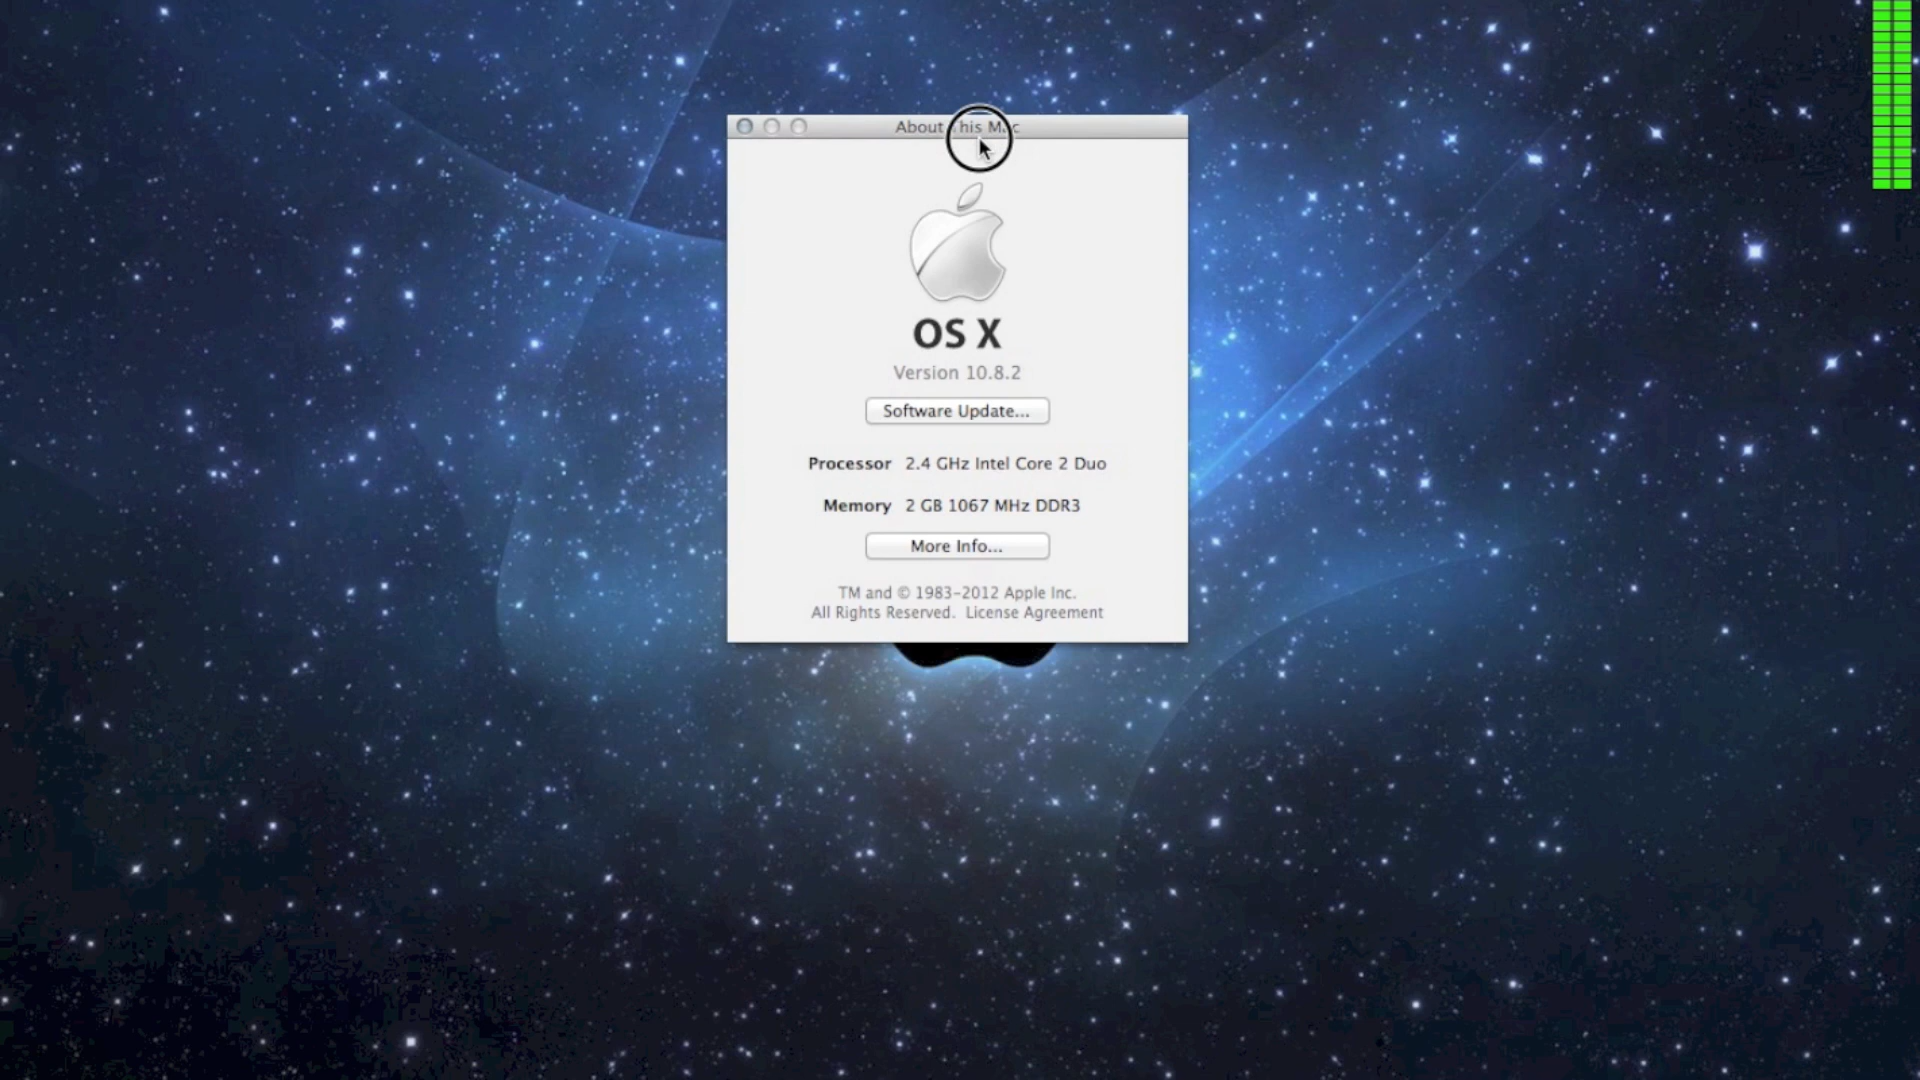 About This Mac
OS X
Version 10.8.2
Software Update...
Processor 2.4 GHz Intel Core 2 Duo
Memory 2 GB 1067 MHz DDR3
More Info...
TM and © 1983–2012 Apple Inc.
All Rights Reserved. License Agreement